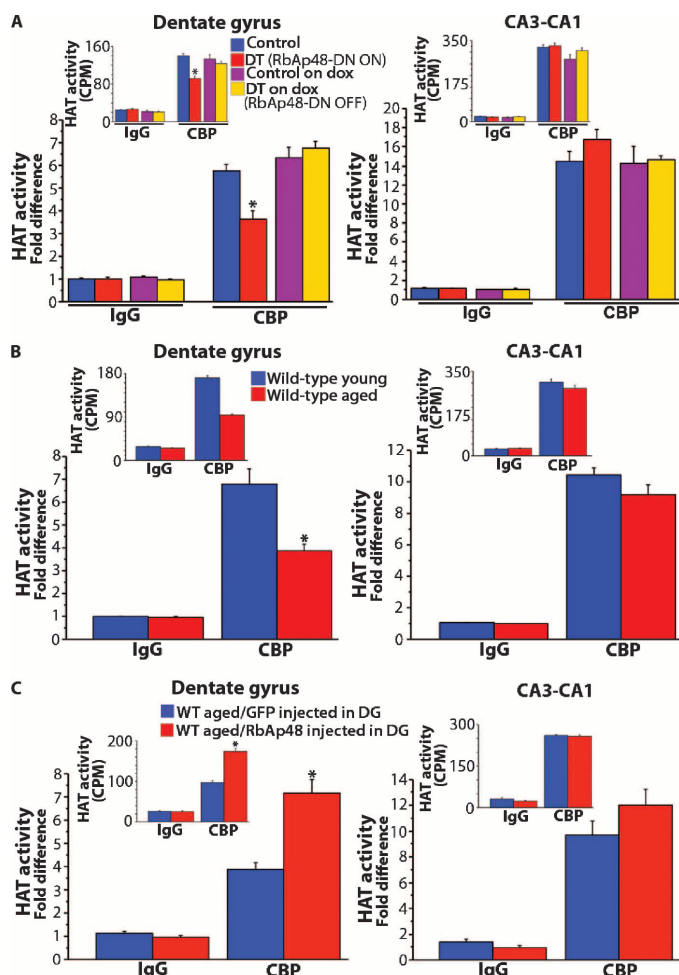 A
Dentate gyrus
CA3-CA1
Control
DT (RbAp48-DN ON)
Control on dox
DT on dox
(RbAp48-DN OFF)
HAT activity
(CPM)
160
120
80
40
0
*
IgG
CBP
HAT activity
Fold difference
8
7
6
5
4
3
2
1
0
*
IgG
CBP
HAT activity
(CPM)
350
175
0
IgG
CBP
HAT activity
Fold difference
20
18
16
14
12
10
8
6
4
2
0
IgG
CBP
B
Dentate gyrus
CA3-CA1
Wild-type young
Wild-type aged
HAT activity
(CPM)
180
90
0
IgG
CBP
HAT activity
Fold difference
8
7
6
5
4
3
2
1
0
*
IgG
CBP
HAT activity
(CPM)
350
175
0
IgG
CBP
HAT activity
Fold difference
12
10
8
6
4
2
0
IgG
CBP
C
Dentate gyrus
CA3-CA1
WT aged/GFP injected in DG
WT aged/RbAp48 injected in DG
HAT activity
(CPM)
200
100
0
*
IgG
CBP
HAT activity
Fold difference
8
7
6
5
4
3
2
1
0
*
IgG
CBP
HAT activity
(CPM)
300
150
0
IgG
CBP
HAT activity
Fold difference
14
12
10
8
6
4
2
0
IgG
CBP